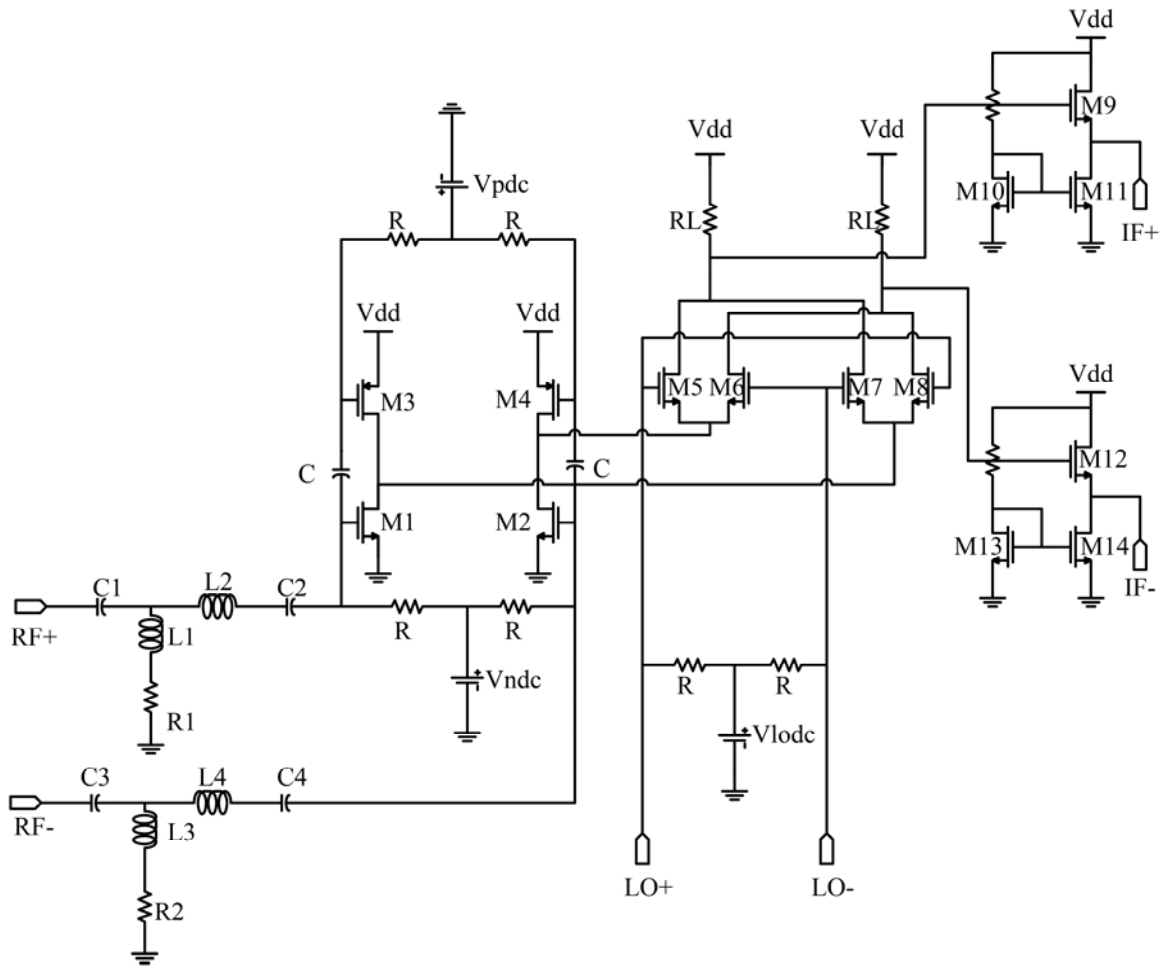 Vdd
M9
M10
M11
IF+
Vpdc
R
R
Vdd
Vdd
RL
RL
Vdd
Vdd
M3
M4
M5
M6
M7
M8
Vdd
M12
C
C
M1
M2
M13
M14
IF-
C1
L2
C2
RF+
L1
R
R
R1
Vndc
R
R
Vlodc
C3
L4
C4
RF-
L3
R2
LO+
LO-